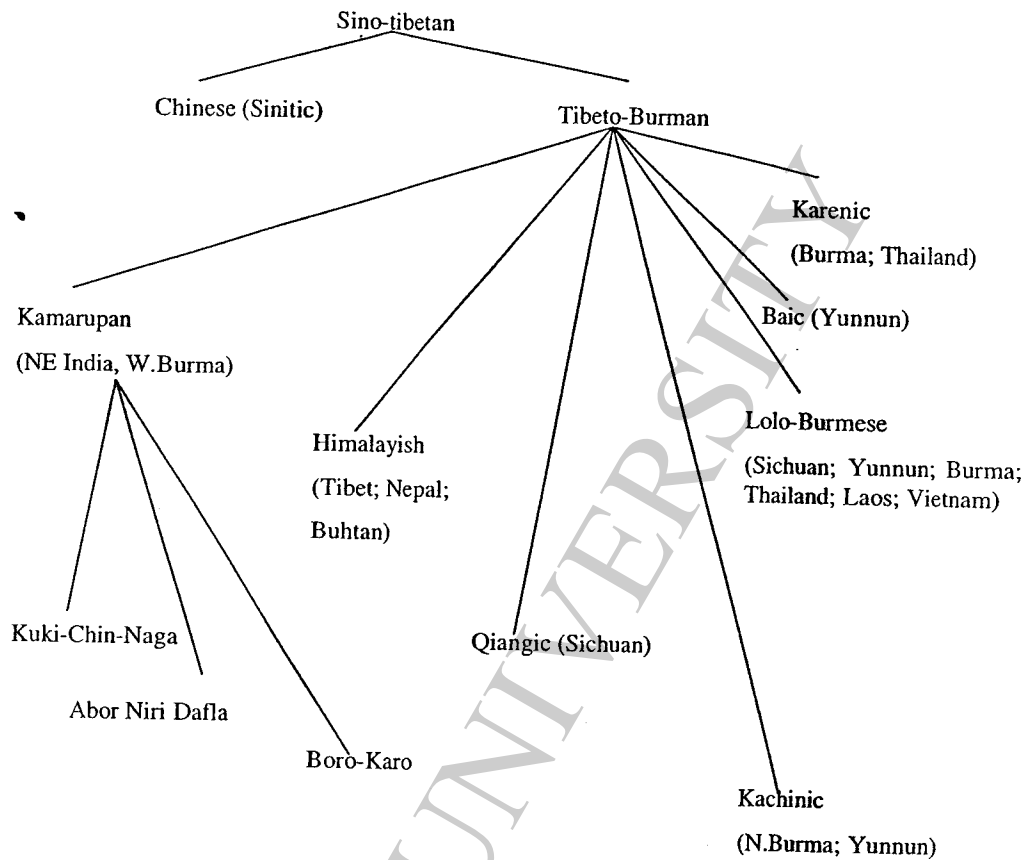 Sino-tibetan
Chinese (Sinitic)
Tibeto-Burman
Karenic
(Burma; Thailand)
Baic (Yunnun)
Kamarupan
(NE India, W.Burma)
Lolo-Burmese
(Sichuan; Yunnun; Burma;
Thailand; Laos; Vietnam)
Himalayish
(Tibet; Nepal;
Buhtan)
Kuki-Chin-Naga
Qiangic (Sichuan)
Abor Niri Dafla
Boro-Karo
Kachinic
(N.Burma; Yunnun)
UNIVERSITY